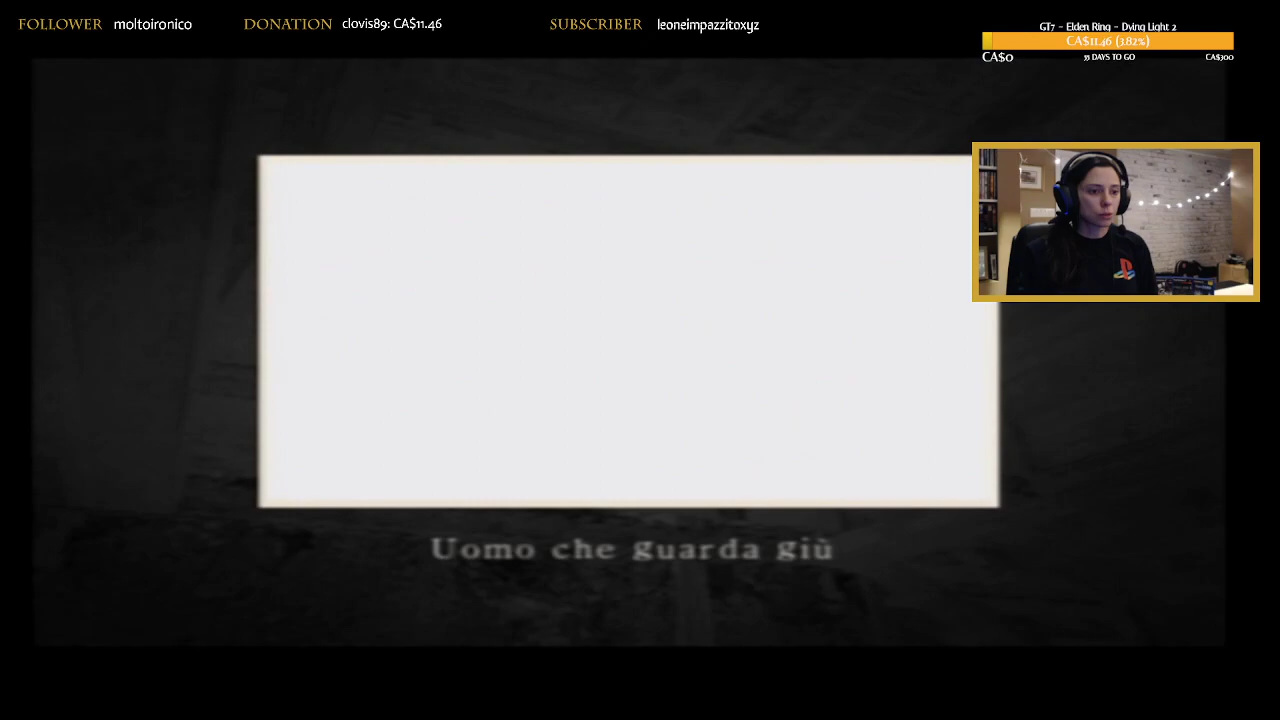 FOLLOWER moltoironico DONATION clovis89: CA$11.46 SUBSCRIBER leoneimpazzitoxyz
GT7 - Elden Ring - Dying Light 2
CA$11.46 (3.82%)
CA$0 33 DAYS TO GO CA$300
Uomo che guarda giù